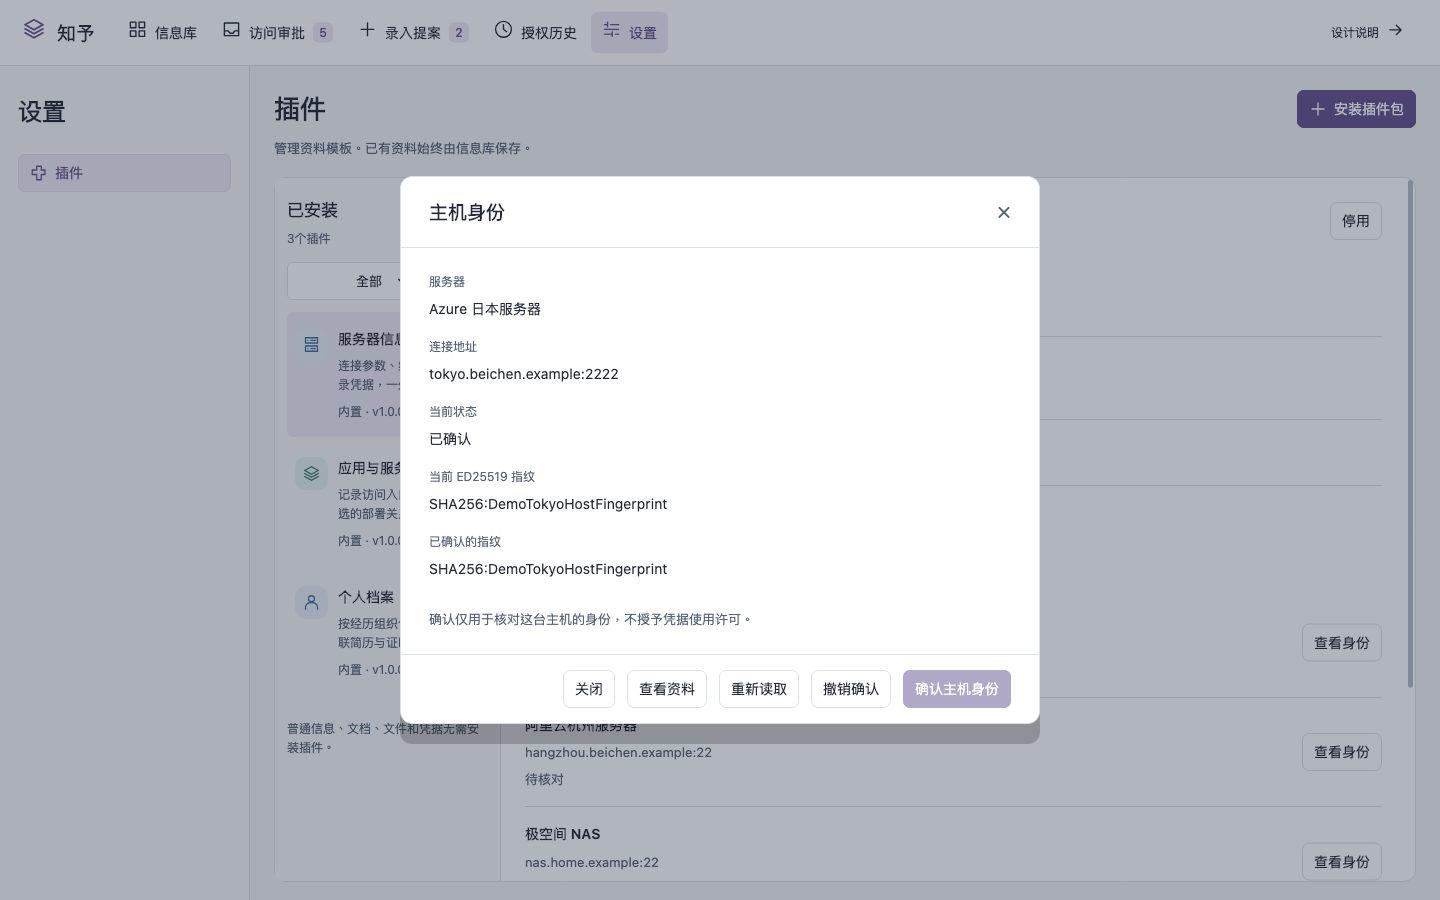 知予
信息库
访问审批 5
录入提案 2
授权历史
设置
设计说明
设置
插件
插件
管理资料模板。已有资料始终由信息库保存。
安装插件包
已安装
3个插件
全部
服务器信息
连接参数、
录凭据，一
内置 · v1.0.
应用与服务
记录访问入
选的部署关
内置 · v1.0.
个人档案
按经历组织
联简历与证
内置 · v1.0.
普通信息、文档、文件和凭据无需安
装插件。
停用
主机身份
服务器
Azure 日本服务器
连接地址
tokyo.beichen.example:2222
当前状态
已确认
当前 ED25519 指纹
SHA256:DemoTokyoHostFingerprint
已确认的指纹
SHA256:DemoTokyoHostFingerprint
确认仅用于核对这台主机的身份，不授予凭据使用许可。
关闭
查看资料
重新读取
撤销确认
确认主机身份
查看身份
阿里云杭州服务器
hangzhou.beichen.example:22
待核对
查看身份
极空间 NAS
nas.home.example:22
查看身份